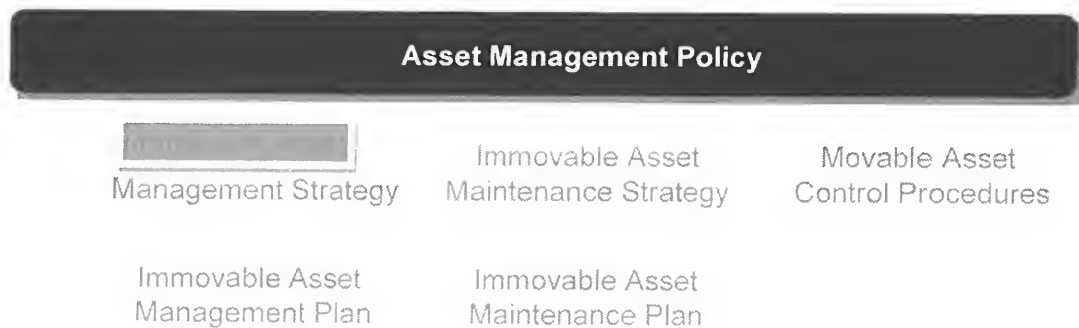 Asset Management Policy
Management Strategy
Immovable Asset
Maintenance Strategy
Movable Asset
Control Procedures
Immovable Asset
Management Plan
Immovable Asset
Maintenance Plan